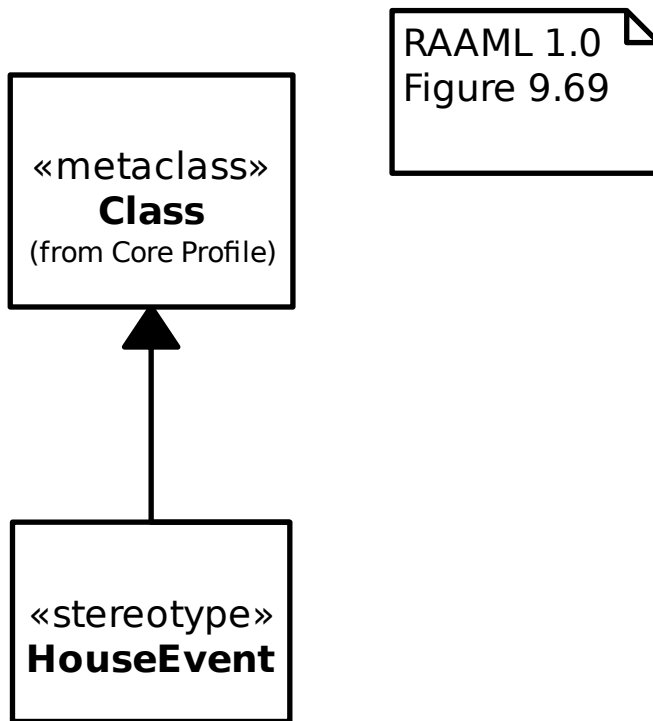 RAAML 1.0
Figure 9.69
«metaclass»
Class
(from Core Profile)
«stereotype»
HouseEvent